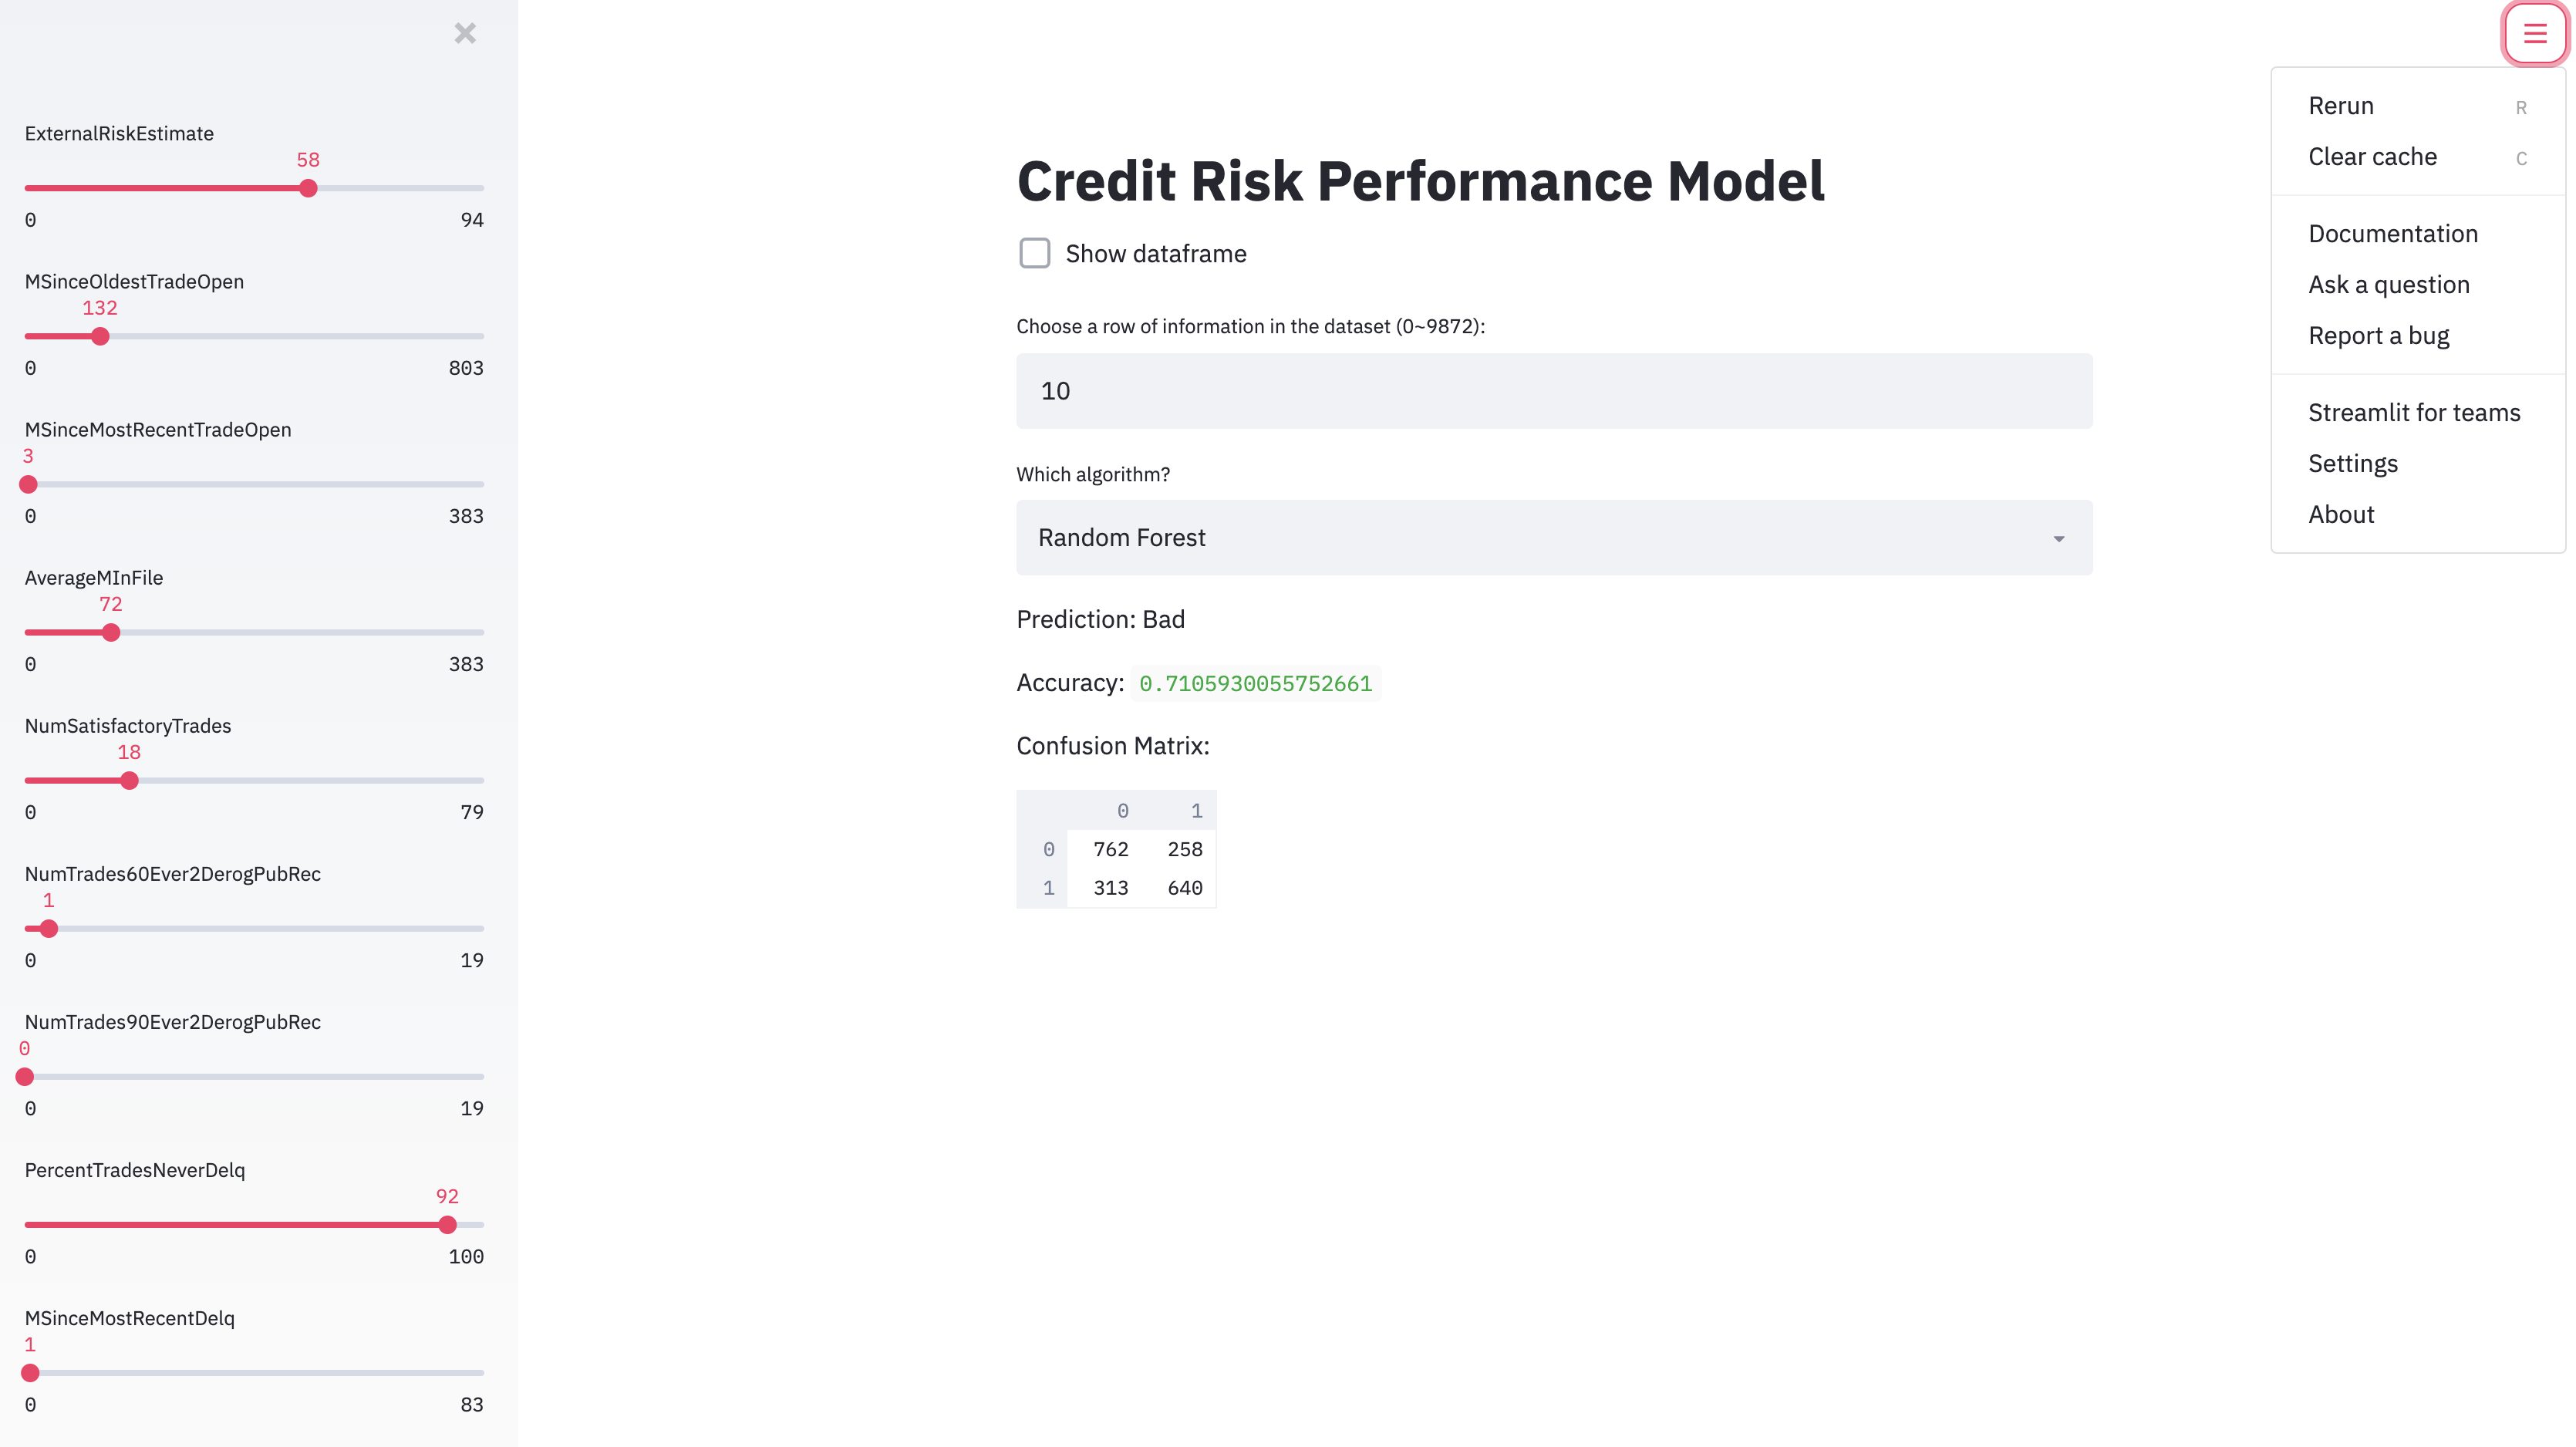 ExternalRiskEstimate
58
0 94
MSinceOldestTradeOpen
132
0 803
MSinceMostRecentTradeOpen
3
0 383
AverageMInFile
72
0 383
NumSatisfactoryTrades
18
0 79
NumTrades60Ever2DerogPubRec
1
0 19
NumTrades90Ever2DerogPubRec
0
0 19
PercentTradesNeverDelq
92
0 100
MSinceMostRecentDelq
1
0 83
Credit Risk Performance Model
Show dataframe
Choose a row of information in the dataset (0~9872):
10
Which algorithm?
Random Forest
Prediction: Bad
Accuracy: 0.7105930055752661
Confusion Matrix:
0 1
0 762 258
1 313 640
Rerun R
Clear cache C
Documentation
Ask a question
Report a bug
Streamlit for teams
Settings
About